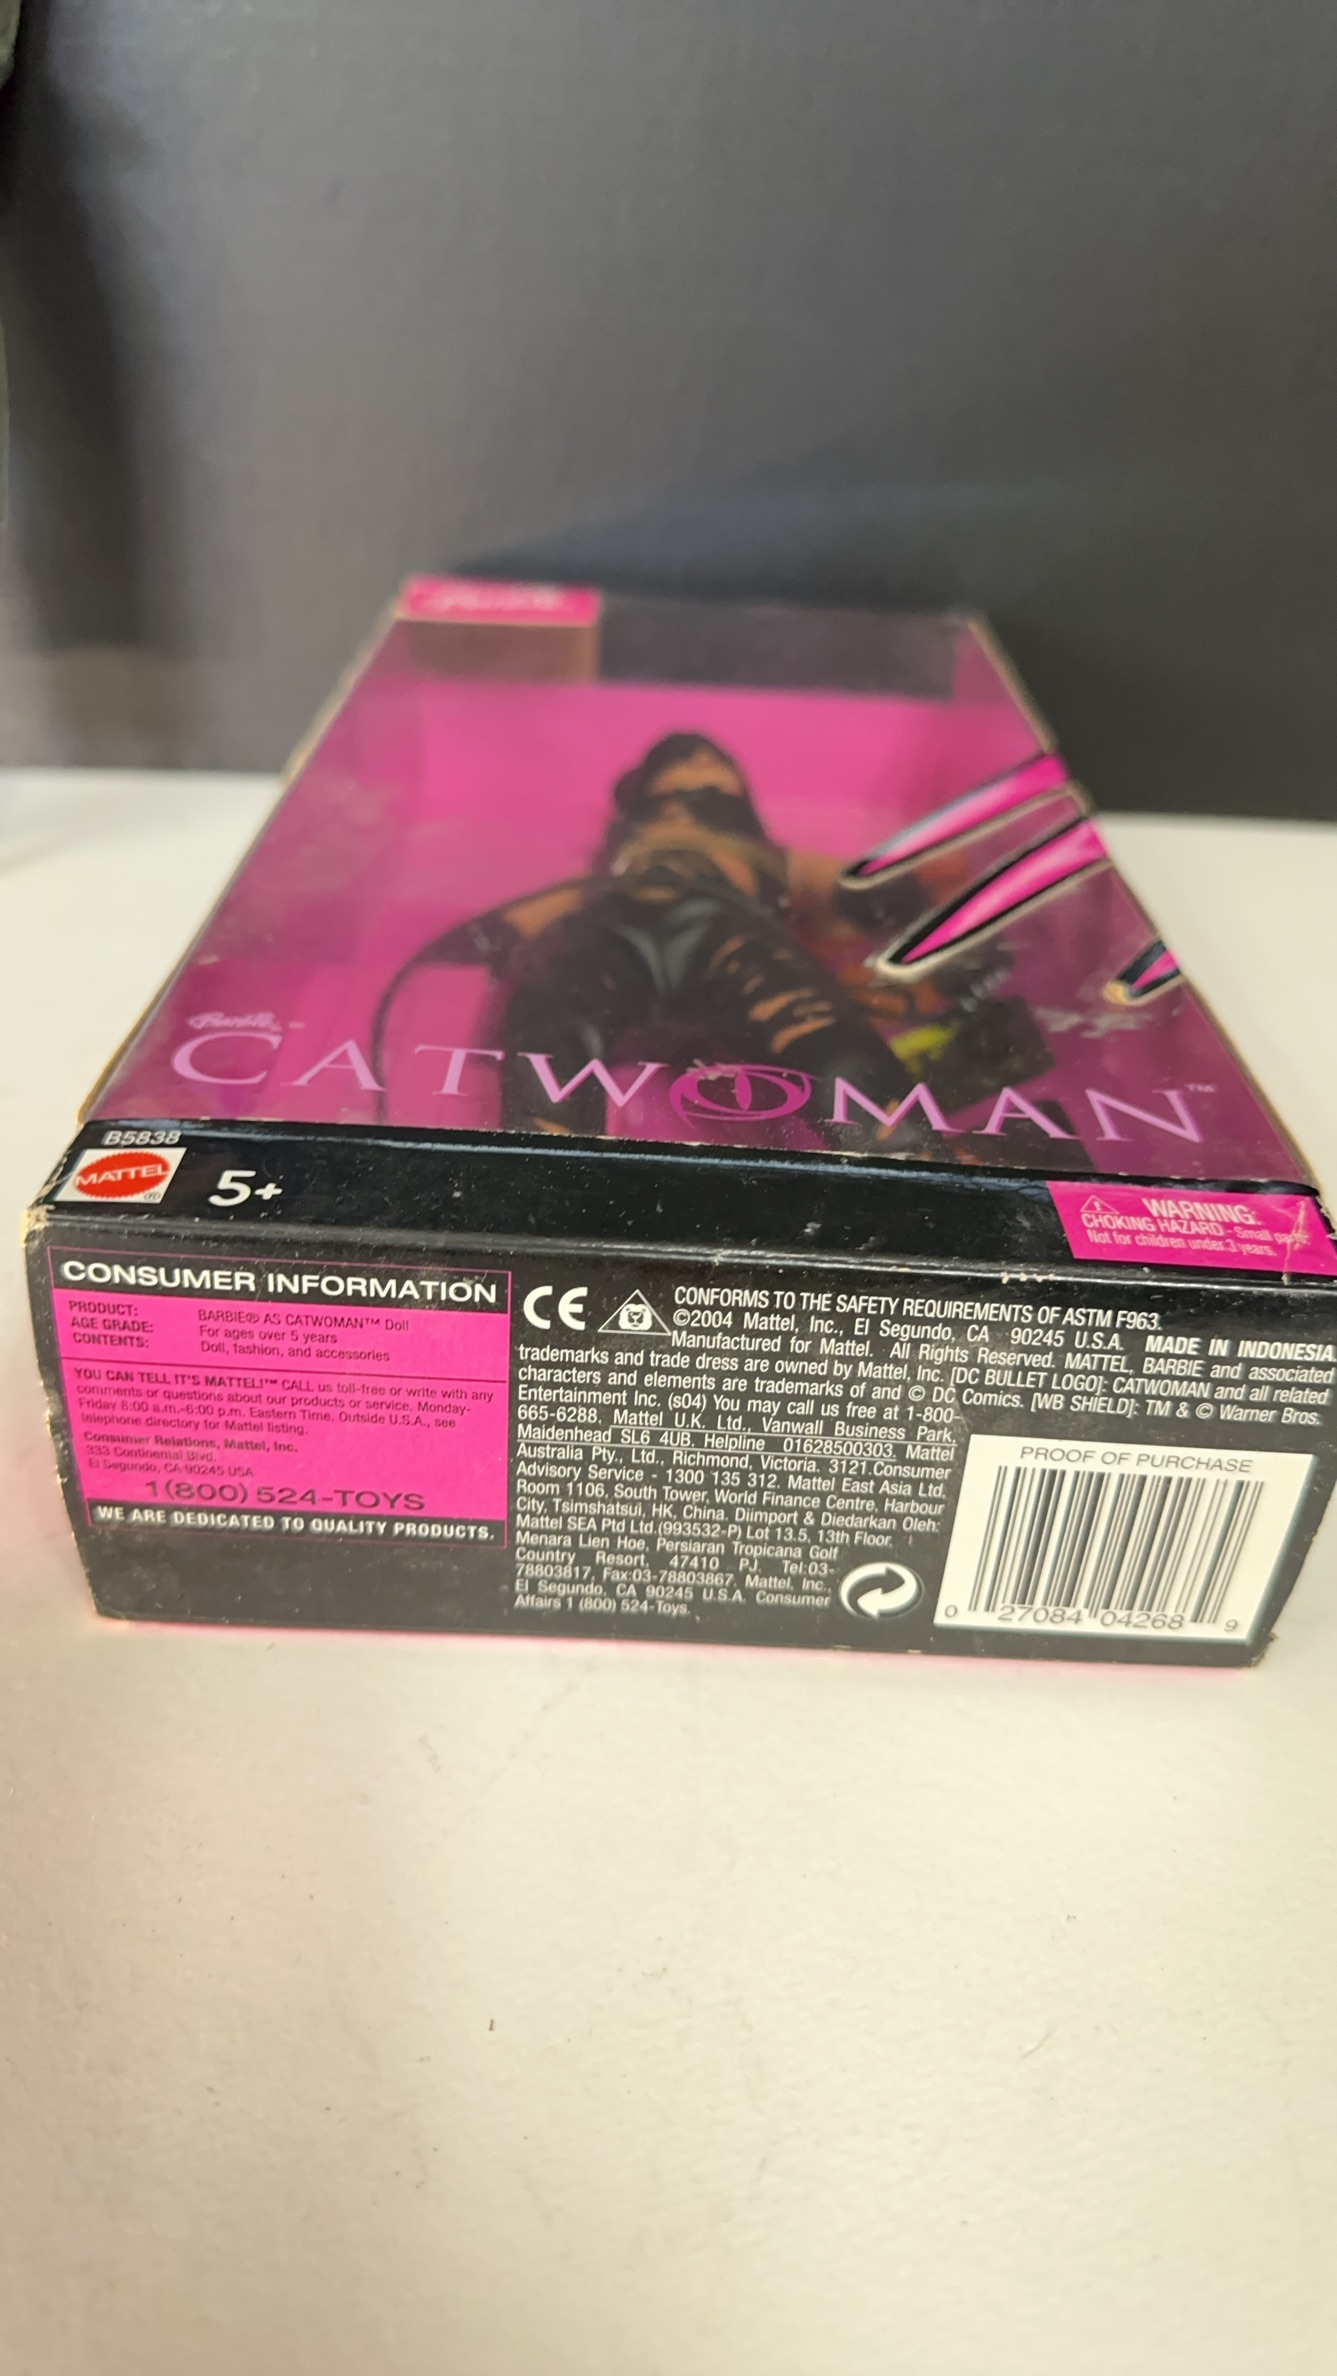 Barbie™
CATWOMAN™
B5838
MATTEL®
5+
WARNING:
CHOKING HAZARD - Small parts.
Not for children under 3 years.
CONSUMER INFORMATION
PRODUCT: BARBIE® AS CATWOMAN™ Doll
AGE GRADE: For ages over 5 years
CONTENTS: Doll, fashion, and accessories
YOU CAN TELL IT'S MATTEL!™ CALL us toll-free or write with any
comments or questions about our products or service, Monday-
Friday 8:00 a.m.-6:00 p.m. Eastern Time. Outside U.S.A., see
telephone directory for Mattel listing.
Consumer Relations, Mattel, Inc.
333 Continental Blvd.
El Segundo, CA 90245 USA
1 (800) 524-TOYS
WE ARE DEDICATED TO QUALITY PRODUCTS.
CE
CONFORMS TO THE SAFETY REQUIREMENTS OF ASTM F963.
©2004 Mattel, Inc., El Segundo, CA 90245 U.S.A. MADE IN INDONESIA
Manufactured for Mattel. All Rights Reserved. MATTEL, BARBIE and associated
trademarks and trade dress are owned by Mattel, Inc. [DC BULLET LOGO]: CATWOMAN and all related
characters and elements are trademarks of and © DC Comics. [WB SHIELD]: TM & © Warner Bros.
Entertainment Inc. (s04) You may call us free at 1-800-
665-6288. Mattel U.K. Ltd., Vanwall Business Park,
Maidenhead SL6 4UB. Helpline 01628500303. Mattel
Australia Pty., Ltd., Richmond, Victoria. 3121.Consumer
Advisory Service - 1300 135 312. Mattel East Asia Ltd,
Room 1106, South Tower, World Finance Centre, Harbour
City, Tsimshatsui, HK, China. Diimport & Diedarkan Oleh:
Mattel SEA Ptd Ltd.(993532-P) Lot 13.5, 13th Floor,
Menara Lien Hoe, Persiaran Tropicana Golf
Country Resort, 47410 PJ. Tel:03-
78803817, Fax:03-78803867. Mattel, Inc.,
El Segundo, CA 90245 U.S.A. Consumer
Affairs 1 (800) 524-Toys.
PROOF OF PURCHASE
0 27084 04268 9